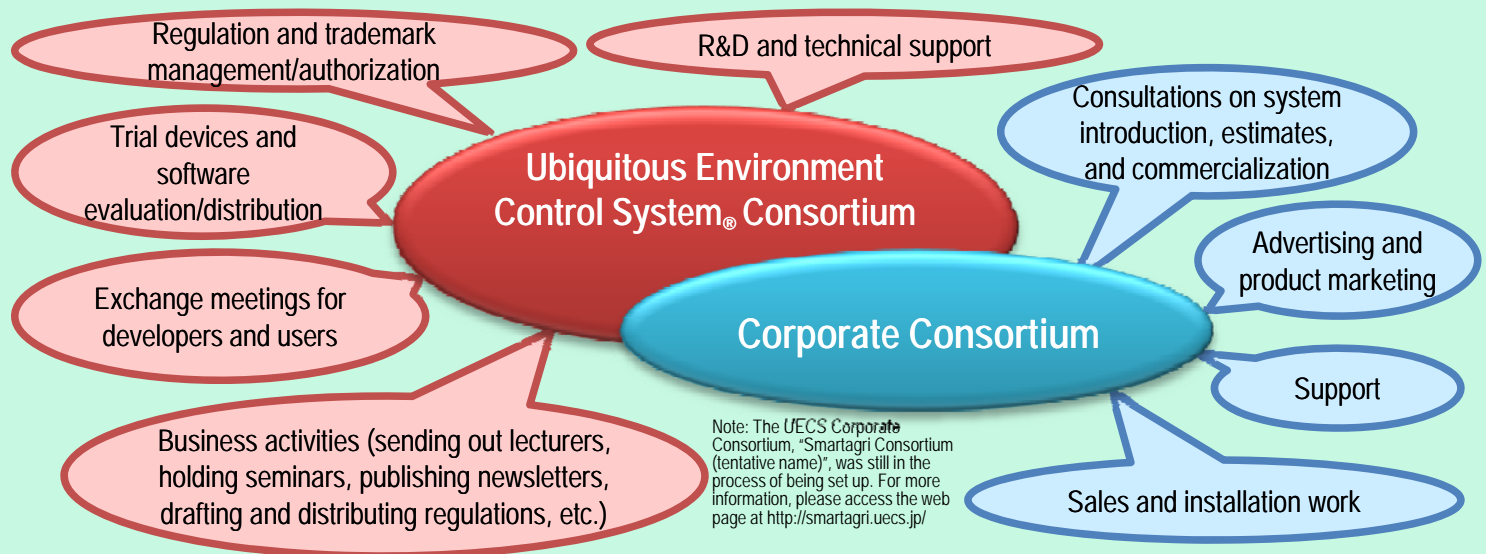 Regulation and trademark
management/authorization
R&D and technical support
Trial devices and
software
evaluation/distribution
Ubiquitous Environment
Control System® Consortium
Consultations on system
introduction, estimates,
and commercialization
Exchange meetings for
developers and users
Advertising and
product marketing
Corporate Consortium
Support
Business activities (sending out lecturers,
holding seminars, publishing newsletters,
drafting and distributing regulations, etc.)
Note: The UECS Corporate
Consortium, "Smartagri Consortium
(tentative name)", was still in the
process of being set up. For more
information, please access the web
page at http://smartagri.uecs.jp/
Sales and installation work